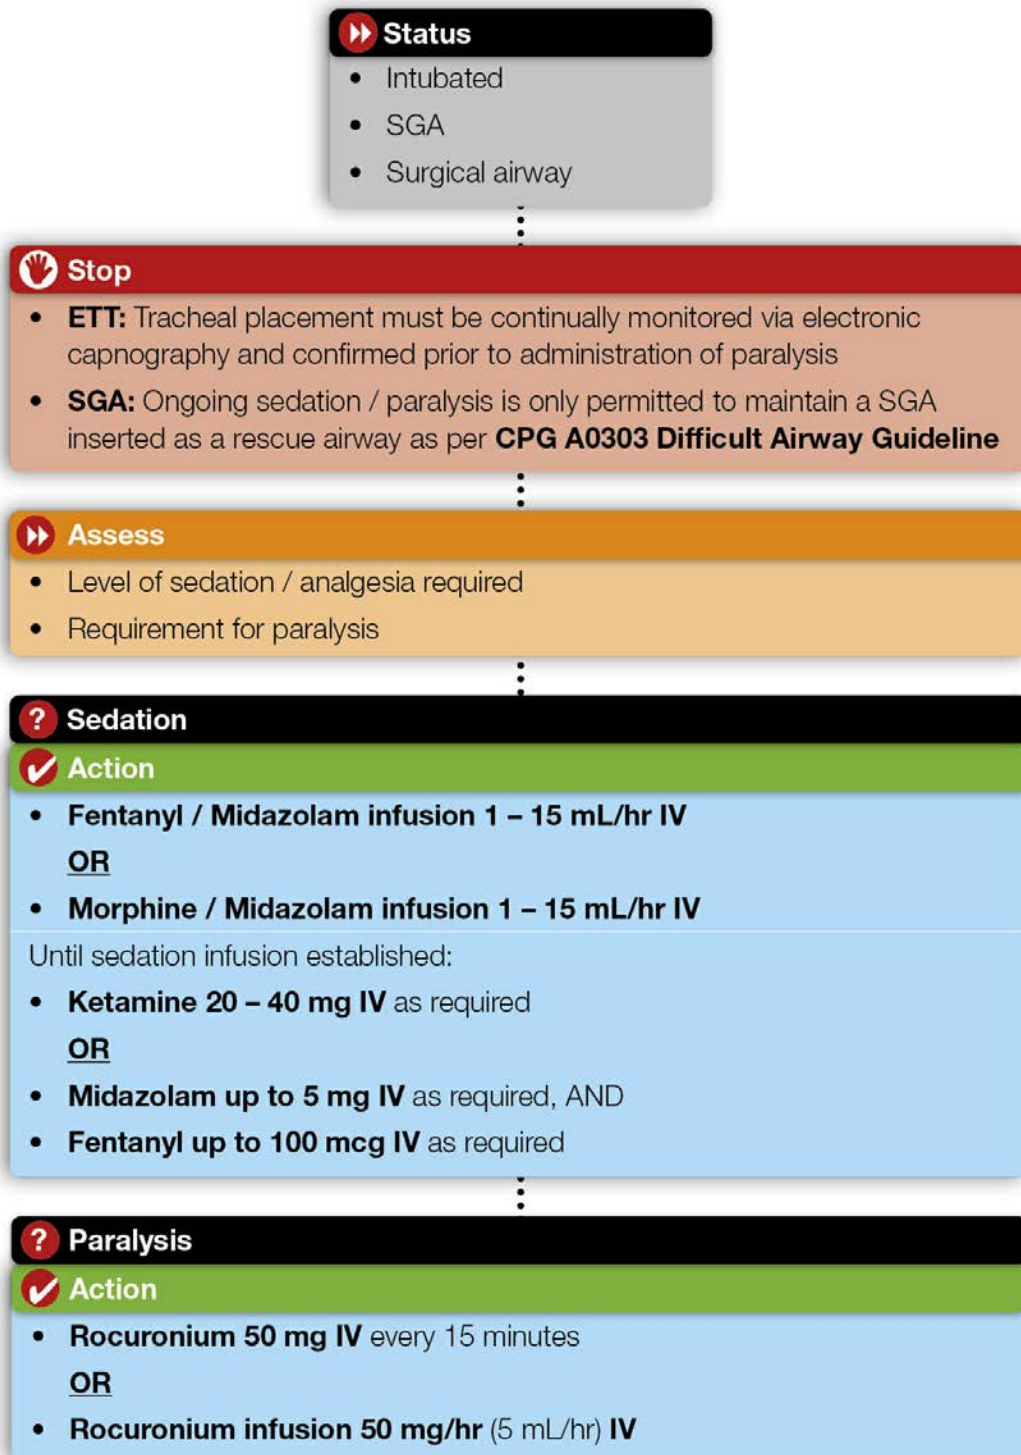 Status
• Intubated
• SGA
• Surgical airway
Stop
• ETT: Tracheal placement must be continually monitored via electronic
capnography and confirmed prior to administration of paralysis
• SGA: Ongoing sedation / paralysis is only permitted to maintain a SGA
inserted as a rescue airway as per CPG A0303 Difficult Airway Guideline
Assess
• Level of sedation / analgesia required
• Requirement for paralysis
? Sedation
Action
• Fentanyl / Midazolam infusion 1 – 15 mL/hr IV
OR
• Morphine / Midazolam infusion 1 – 15 mL/hr IV
Until sedation infusion established:
• Ketamine 20 – 40 mg IV as required
OR
• Midazolam up to 5 mg IV as required, AND
• Fentanyl up to 100 mcg IV as required
? Paralysis
Action
• Rocuronium 50 mg IV every 15 minutes
OR
• Rocuronium infusion 50 mg/hr (5 mL/hr) IV